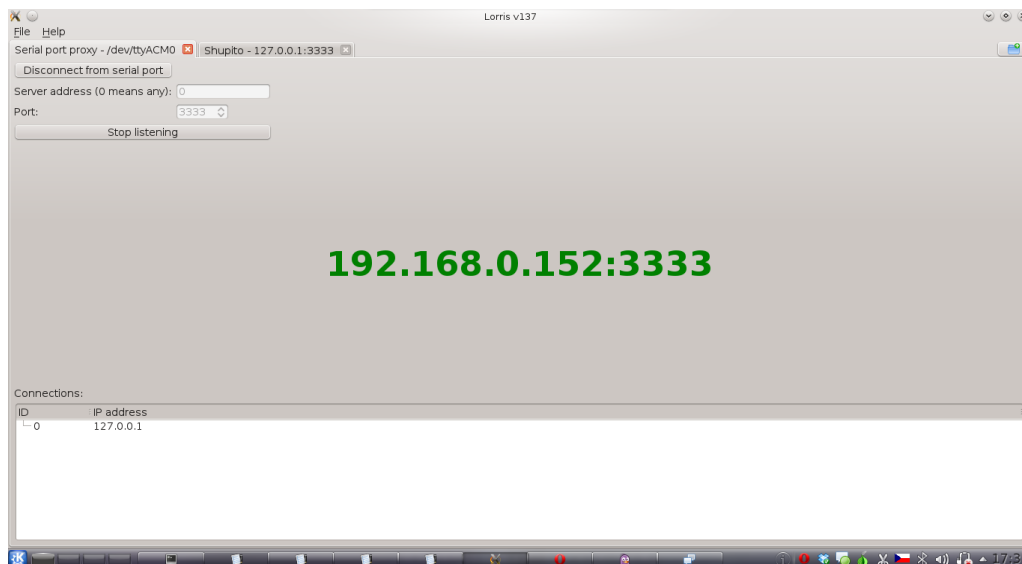 Lorris v137
File Help
Serial port proxy - /dev/ttyACM0 Shupito - 127.0.0.1:3333
Disconnect from serial port
Server address (0 means any): 0
Port: 3333
Stop listening
192.168.0.152:3333
Connections:
ID IP address
0 127.0.0.1